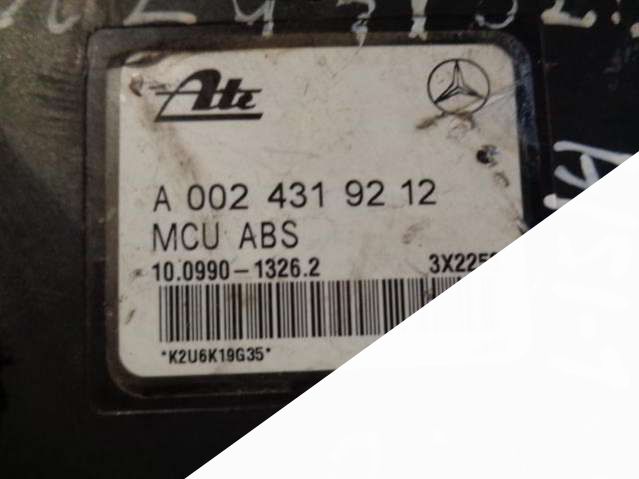 Ate
A 002 431 92 12
MCU ABS
10.0990-1326.2
*K2U6K19G35*